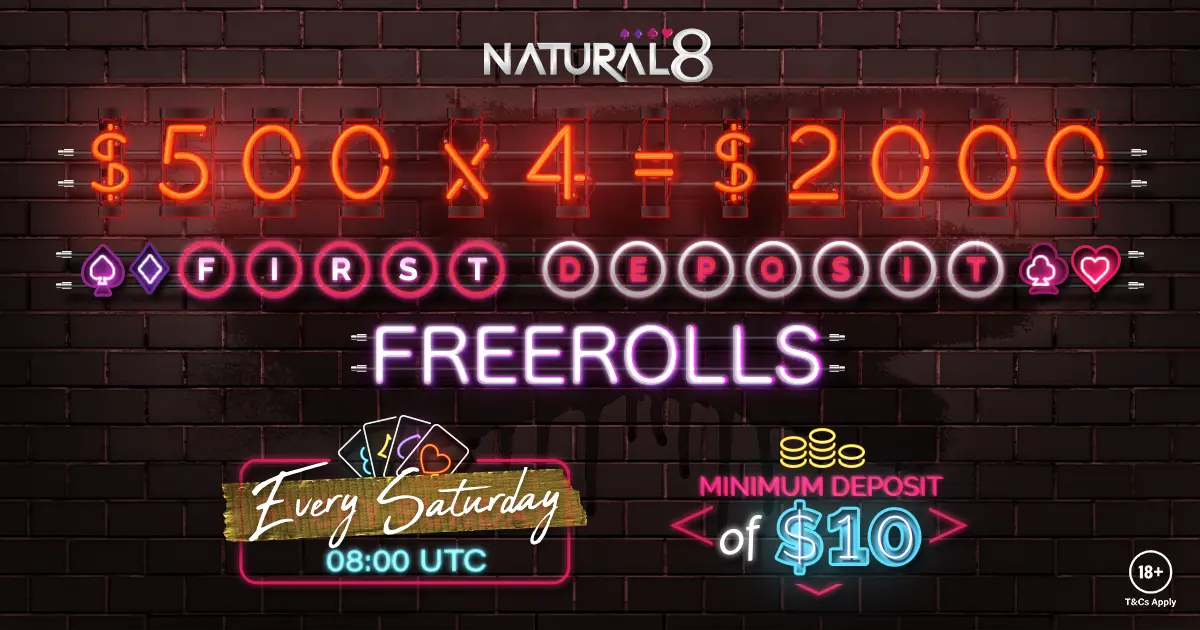 NATURAL8
$500 x 4 = $2000
FIRST DEPOSIT
FREEROLLS
Every Saturday
08:00 UTC
MINIMUM DEPOSIT
of $10
18+
T&Cs Apply